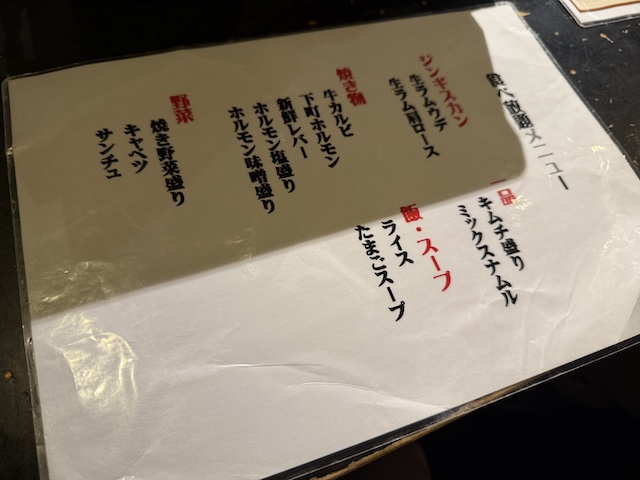 食べ放題メニュー
ジンギスカン
生ラムウデ
生ラム肩ロース
焼き物
牛カルビ
下町ホルモン
新鮮レバー
ホルモン塩盛り
ホルモン味噌盛り
野菜
焼き野菜盛り
キャベツ
サンチュ
一品
キムチ盛り
ミックスナムル
飯・スープ
ライス
たまごスープ